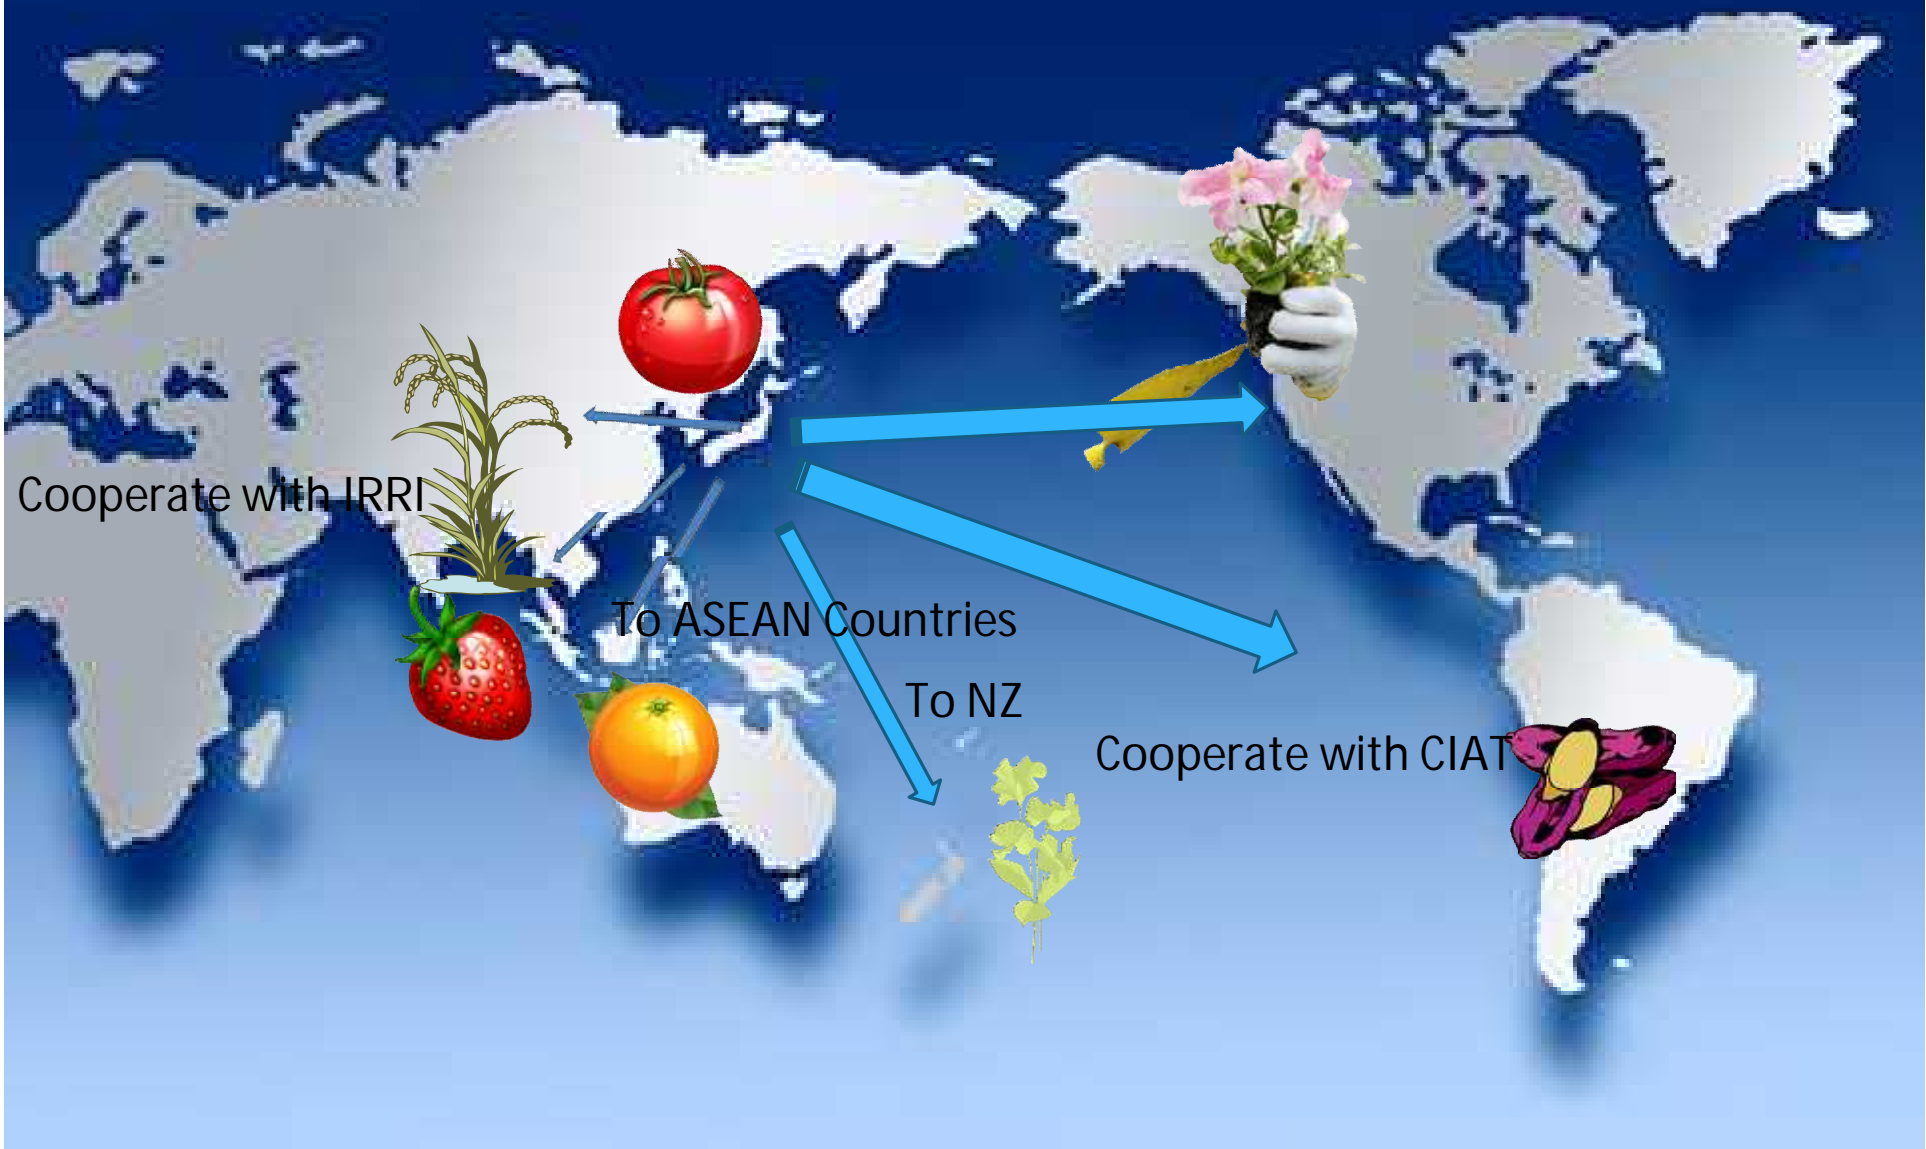 Cooperate with IRRI
To ASEAN Countries
To NZ
Cooperate with CIAT